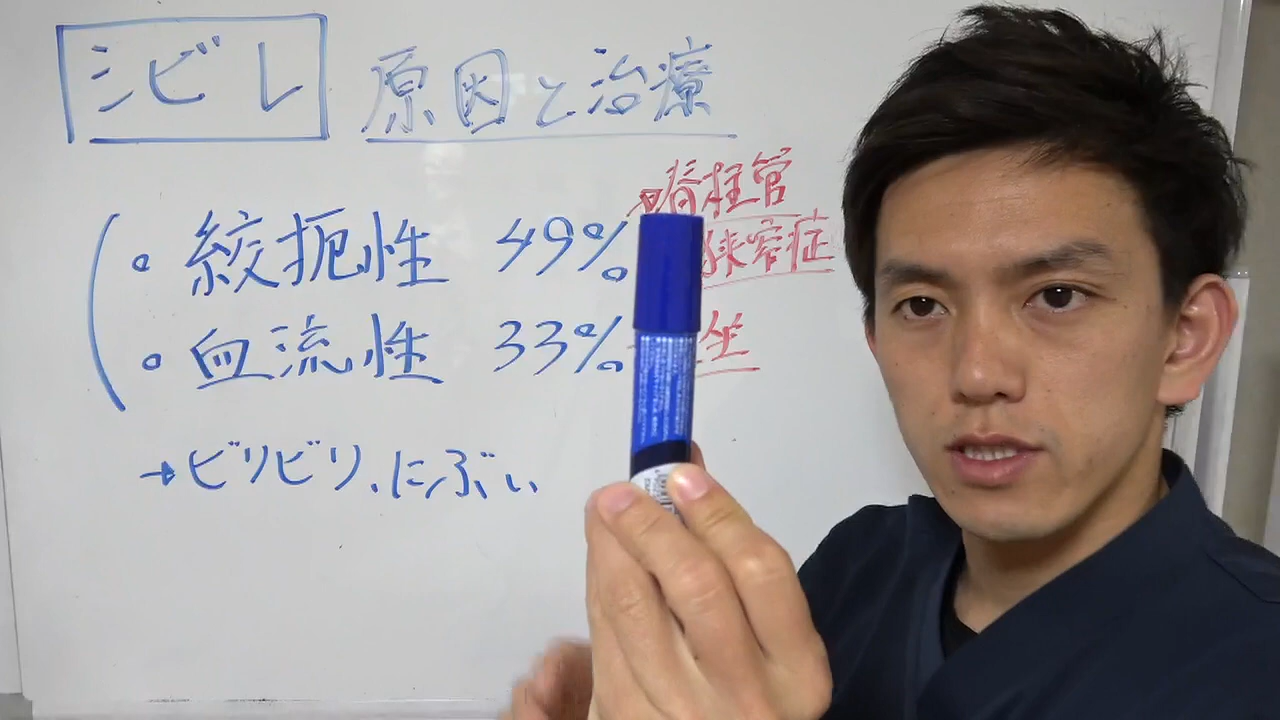 シビレ 原因と治療
・絞扼性 49%
脊柱管
狭窄症
・血流性 33%
坐
→ビリビリ、にぶい